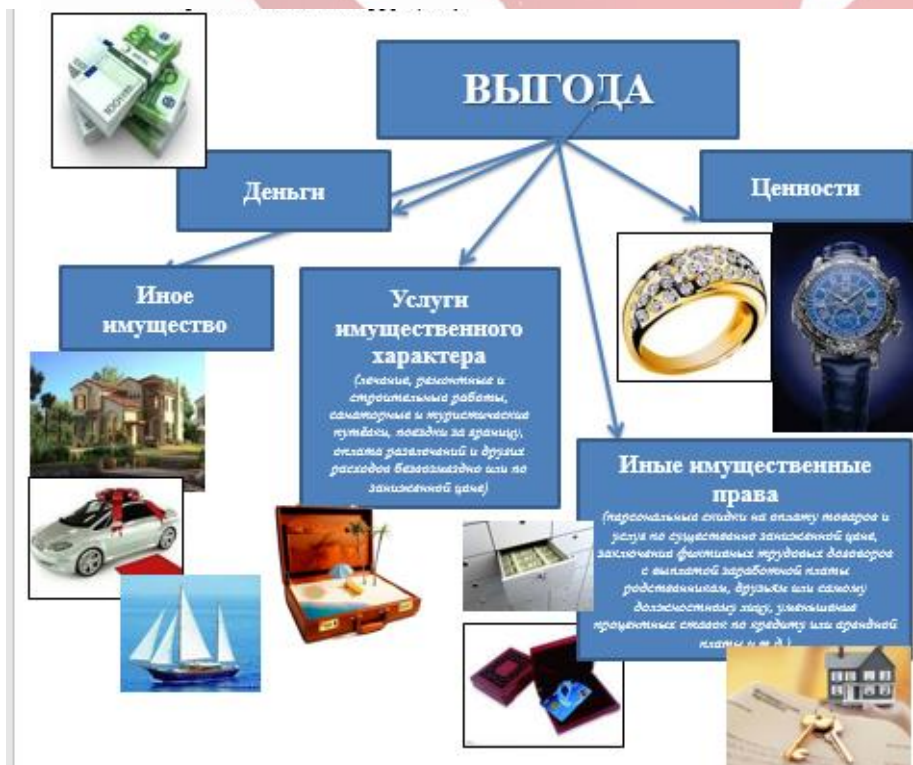 ВЫГОДА
Деньги
Ценности
Иное
имущество
Услуги
имущественного
характера
(лечение, ремонтные и
строительные работы,
санаторные и туристические
путёвки, поездки за границу,
оплата развлечений и других
расходов безвозмездно или по
заниженной цене)
Иные имущественные
права
(персональные скидки на оплату товаров и
услуг по существенно заниженной цене,
заключения фиктивных трудовых договоров
с выплатой заработной платы
родственникам, друзьям или самому
должностному лицу, уменьшение
процентных ставок по кредиту или арендной
платы и т.д.)